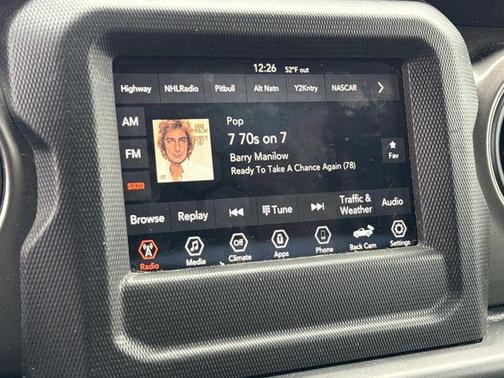 12:26 52°F out
Highway NHLRadio Pitbull Alt Natn Y2Kntry NASCAR
AM
Pop
7 70s on 7
FM
Barry Manilow
Ready To Take A Chance Again (78)
Fav
SXM
Browse Replay Tune Traffic & Weather Audio
Off
Radio Media Climate Apps Phone Back Cam Settings